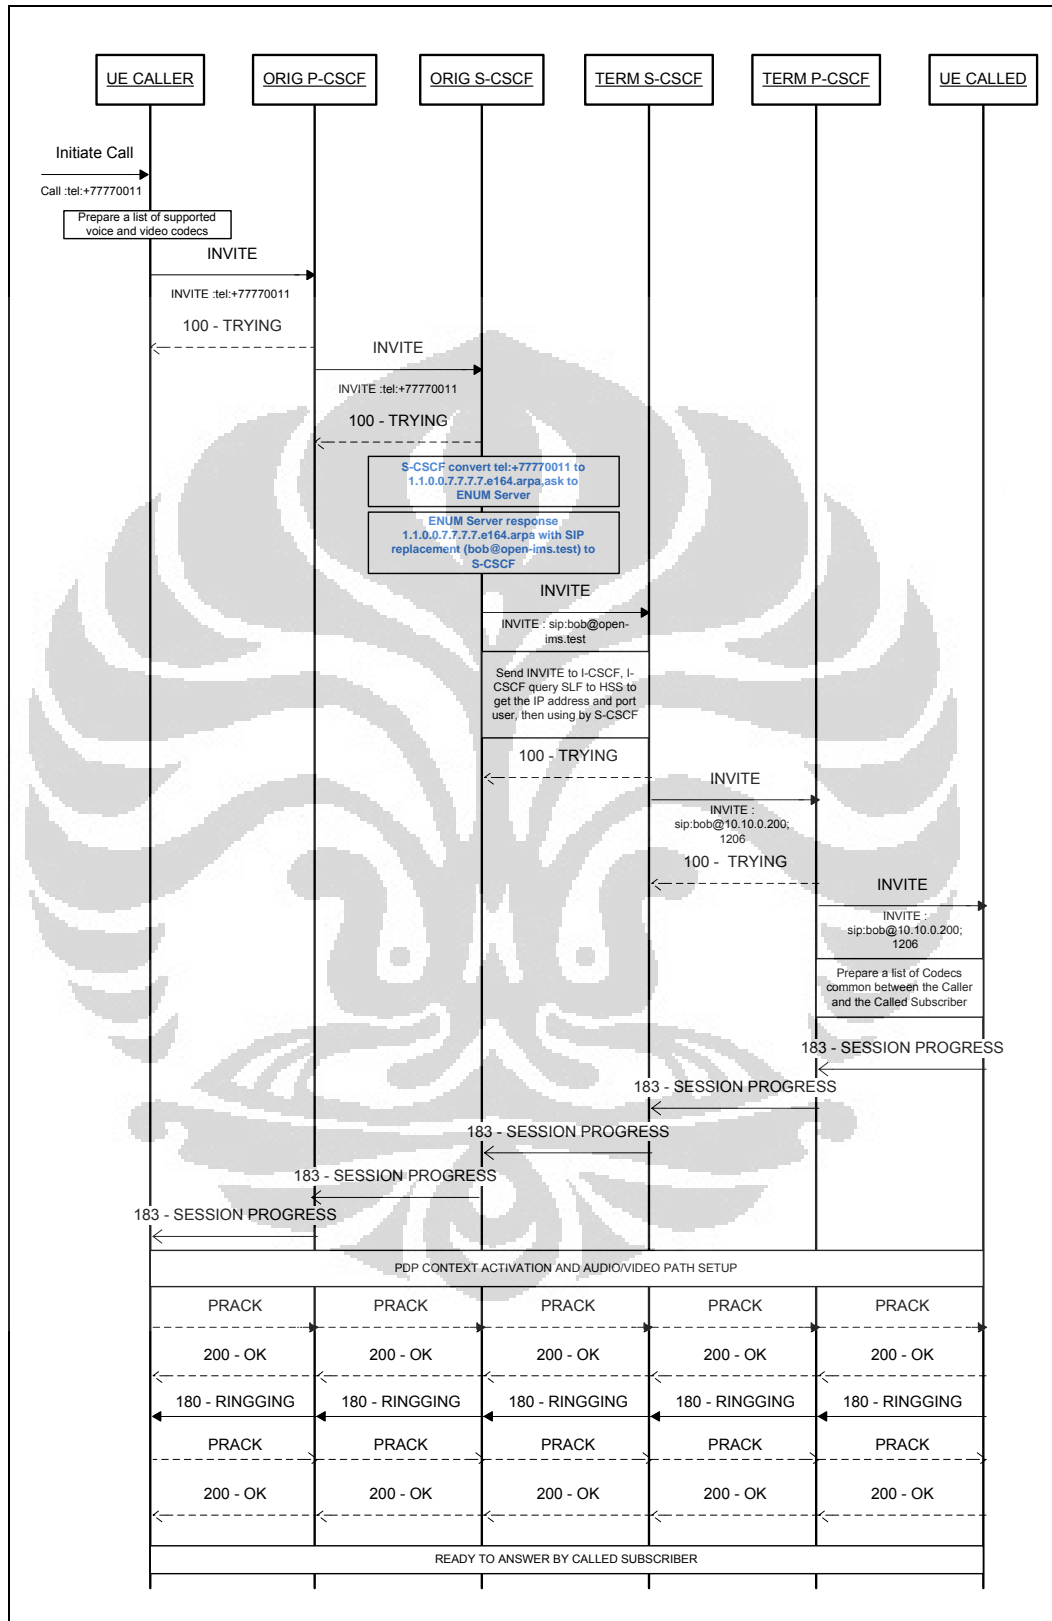 UE CALLER
ORIG P-CSCF
ORIG S-CSCF
TERM S-CSCF
TERM P-CSCF
UE CALLED
Initiate Call
Call :tel:+77770011
Prepare a list of supported
voice and video codecs
INVITE
INVITE :tel:+77770011
100 - TRYING
INVITE
INVITE :tel:+77770011
100 - TRYING
S-CSCF convert tel:+77770011 to
1.1.0.0.7.7.7.7.e164.arpa,ask to
ENUM Server
ENUM Server response
1.1.0.0.7.7.7.7.e164.arpa with SIP
replacement (bob@open-ims.test) to
S-CSCF
INVITE
INVITE : sip:bob@open-
ims.test
Send INVITE to I-CSCF, I-
CSCF query SLF to HSS to
get the IP address and port
user, then using by S-CSCF
100 - TRYING
INVITE
INVITE :
sip:bob@10.10.0.200;
1206
100 - TRYING
INVITE
INVITE :
sip:bob@10.10.0.200;
1206
Prepare a list of Codecs
common between the Caller
and the Called Subscriber
183 - SESSION PROGRESS
183 - SESSION PROGRESS
183 - SESSION PROGRESS
183 - SESSION PROGRESS
183 - SESSION PROGRESS
PDP CONTEXT ACTIVATION AND AUDIO/VIDEO PATH SETUP
PRACK PRACK PRACK PRACK PRACK
200 - OK 200 - OK 200 - OK 200 - OK 200 - OK
180 - RINGGING 180 - RINGGING 180 - RINGGING 180 - RINGGING 180 - RINGGING
PRACK PRACK PRACK PRACK PRACK
200 - OK 200 - OK 200 - OK 200 - OK 200 - OK
READY TO ANSWER BY CALLED SUBSCRIBER